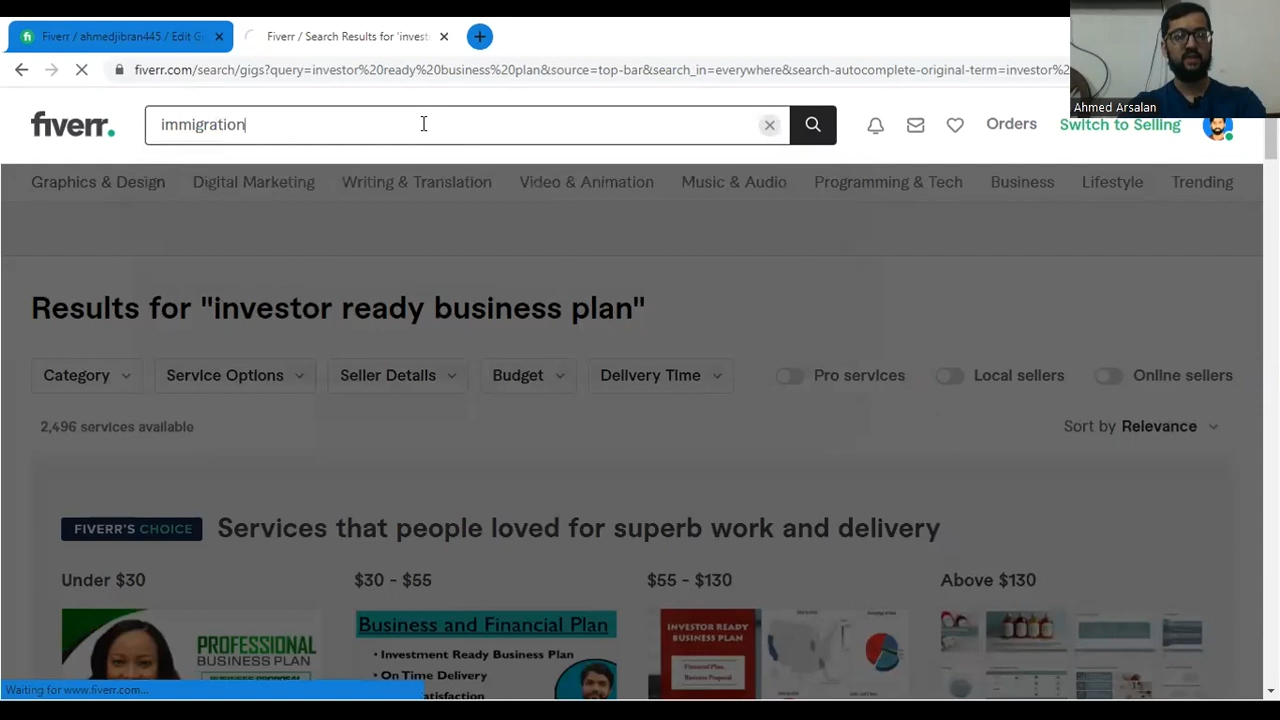 Fiverr / ahmedjibran445 / Edit G
Fiverr / Search Results for 'invest
fiverr.com/search/gigs?query=investor%20ready%20business%20plan&source=top-bar&search_in=everywhere&search-autocomplete-original-term=investor%2
Ahmed Arsalan
fiverr.
immigration
Orders
Switch to Selling
Graphics & Design
Digital Marketing
Writing & Translation
Video & Animation
Music & Audio
Programming & Tech
Business
Lifestyle
Trending
Results for "investor ready business plan"
Category
Service Options
Seller Details
Budget
Delivery Time
Pro services
Local sellers
Online sellers
2,496 services available
Sort by Relevance
FIVERR'S CHOICE
Services that people loved for superb work and delivery
Under $30
$30 - $55
$55 - $130
Above $130
PROFESSIONAL
BUSINESS PLAN
Business and Financial Plan
• Investment Ready Business Plan
• On Time Delivery
INVESTOR READY
BUSINESS PLAN
Financial Plan,
Business Proposal
Waiting for www.fiverr.com...